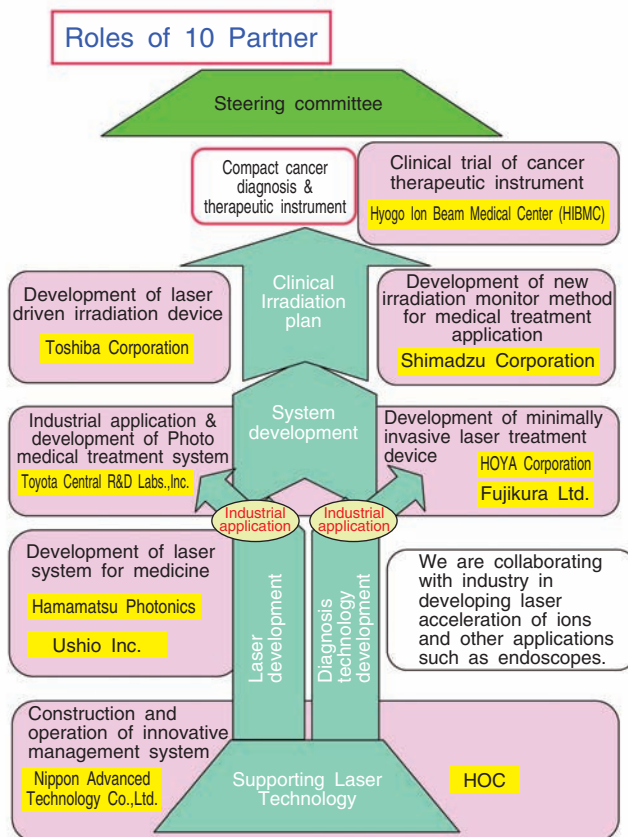 Roles of 10 Partner
Steering committee
Compact cancer
diagnosis &
therapeutic instrument
Clinical trial of cancer
therapeutic instrument
Hyogo Ion Beam Medical Center (HIBMC)
Clinical
Irradiation
plan
Development of laser
driven irradiation device
Toshiba Corporation
Development of new
irradiation monitor method
for medical treatment
application
Shimadzu Corporation
System
development
Industrial application &
development of Photo
medical treatment
system
Toyota Central R&D Labs.,Inc.
Development of minimally
invasive laser treatment
device
HOYA Corporation
Fujikura Ltd.
Industrial
application
Industrial
application
Development of laser
system for medicine
Hamamatsu Photonics
Ushio Inc.
Laser
development
Diagnosis
technology
development
We are collaborating
with industry in
developing laser
acceleration of ions
and other applications
such as endoscopes.
Construction and
operation of innovative
management system
Nippon Advanced
Technology Co.,Ltd.
Supporting Laser
Technology
HOC